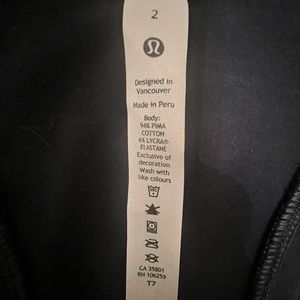 2
Designed in
Vancouver
Made in Peru
Body:
94% PIMA
COTTON
6% LYCRA®
ELASTANE
Exclusive of
decoration
Wash with
like colours
CA 35801
RN 106259
T7